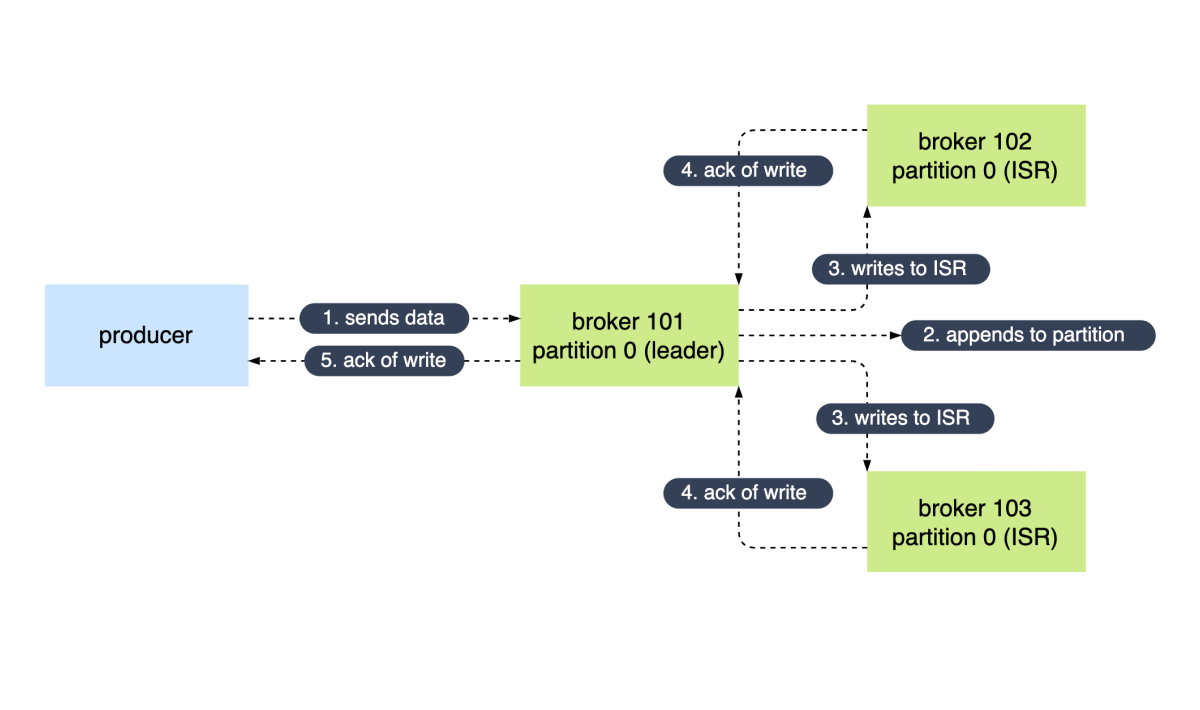 broker 102
partition 0 (ISR)
4. ack of write
3. writes to ISR
producer
1. sends data
5. ack of write
broker 101
partition 0 (leader)
2. appends to partition
3. writes to ISR
4. ack of write
broker 103
partition 0 (ISR)